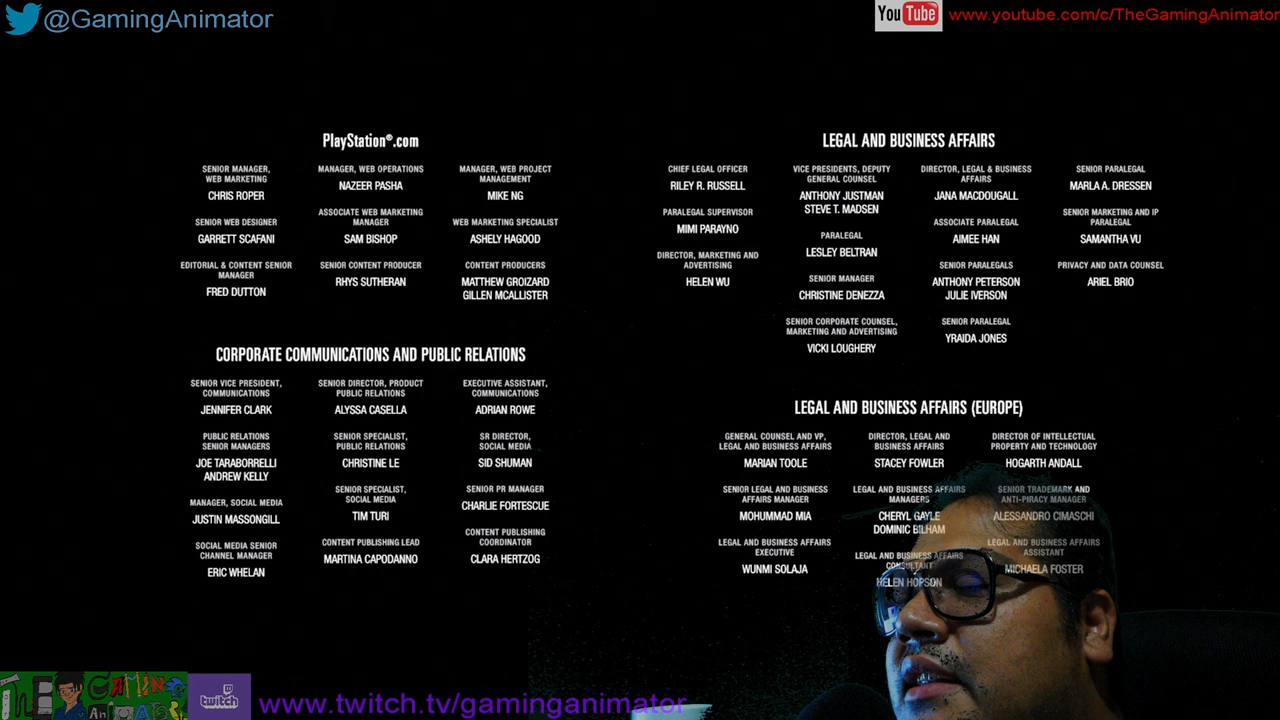 @GamingAnimator
You Tube
www.youtube.com/c/TheGamingAnimator
PlayStation®.com
SENIOR MANAGER,
WEB MARKETING
CHRIS ROPER
SENIOR WEB DESIGNER
GARRETT SCAFANI
EDITORIAL & CONTENT SENIOR
MANAGER
FRED DUTTON
MANAGER, WEB OPERATIONS
NAZEER PASHA
ASSOCIATE WEB MARKETING
MANAGER
SAM BISHOP
SENIOR CONTENT PRODUCER
RHYS SUTHERAN
MANAGER, WEB PROJECT
MANAGEMENT
MIKE NG
WEB MARKETING SPECIALIST
ASHELY HAGOOD
CONTENT PRODUCERS
MATTHEW GROIZARD
GILLEN MCALLISTER
CORPORATE COMMUNICATIONS AND PUBLIC RELATIONS
SENIOR VICE PRESIDENT,
COMMUNICATIONS
JENNIFER CLARK
PUBLIC RELATIONS
SENIOR MANAGERS
JOE TARABORRELLI
ANDREW KELLY
MANAGER, SOCIAL MEDIA
JUSTIN MASSONGILL
SOCIAL MEDIA SENIOR
CHANNEL MANAGER
ERIC WHELAN
SENIOR DIRECTOR, PRODUCT
PUBLIC RELATIONS
ALYSSA CASELLA
SENIOR SPECIALIST,
PUBLIC RELATIONS
CHRISTINE LE
SENIOR SPECIALIST,
SOCIAL MEDIA
TIM TURI
CONTENT PUBLISHING LEAD
MARTINA CAPODANNO
EXECUTIVE ASSISTANT,
COMMUNICATIONS
ADRIAN ROWE
SR DIRECTOR,
SOCIAL MEDIA
SID SHUMAN
SENIOR PR MANAGER
CHARLIE FORTESCUE
CONTENT PUBLISHING
COORDINATOR
CLARA HERTZOG
LEGAL AND BUSINESS AFFAIRS
CHIEF LEGAL OFFICER
RILEY R. RUSSELL
PARALEGAL SUPERVISOR
MIMI PARAYNO
DIRECTOR, MARKETING AND
ADVERTISING
HELEN WU
VICE PRESIDENTS, DEPUTY
GENERAL COUNSEL
ANTHONY JUSTMAN
STEVE T. MADSEN
PARALEGAL
LESLEY BELTRAN
SENIOR MANAGER
CHRISTINE DENEZZA
SENIOR CORPORATE COUNSEL,
MARKETING AND ADVERTISING
VICKI LOUGHERY
DIRECTOR, LEGAL & BUSINESS
AFFAIRS
JANA MACDOUGALL
ASSOCIATE PARALEGAL
AIMEE HAN
SENIOR PARALEGALS
ANTHONY PETERSON
JULIE IVERSON
SENIOR PARALEGAL
YRAIDA JONES
SENIOR PARALEGAL
MARLA A. DRESSEN
SENIOR MARKETING AND IP
PARALEGAL
SAMANTHA VU
PRIVACY AND DATA COUNSEL
ARIEL BRIO
LEGAL AND BUSINESS AFFAIRS (EUROPE)
GENERAL COUNSEL AND VP,
LEGAL AND BUSINESS AFFAIRS
MARIAN TOOLE
SENIOR LEGAL AND BUSINESS
AFFAIRS MANAGER
MOHUMMAD MIA
LEGAL AND BUSINESS AFFAIRS
EXECUTIVE
WUNMI SOLAJA
DIRECTOR, LEGAL AND
BUSINESS AFFAIRS
STACEY FOWLER
LEGAL AND BUSINESS AFFAIRS
MANAGERS
CHERYL GAYLE
DOMINIC BILHAM
LEGAL AND BUSINESS AFFAIRS
CONSULTANT
HELEN HOPSON
DIRECTOR OF INTELLECTUAL
PROPERTY AND TECHNOLOGY
HOGARTH ANDALL
SENIOR TRADEMARK AND
ANTI-PIRACY MANAGER
ALESSANDRO CIMASCHI
LEGAL AND BUSINESS AFFAIRS
ASSISTANT
MICHAELA FOSTER
THE GAMING
ANIMATOR
twitch
www.twitch.tv/gaminganimator